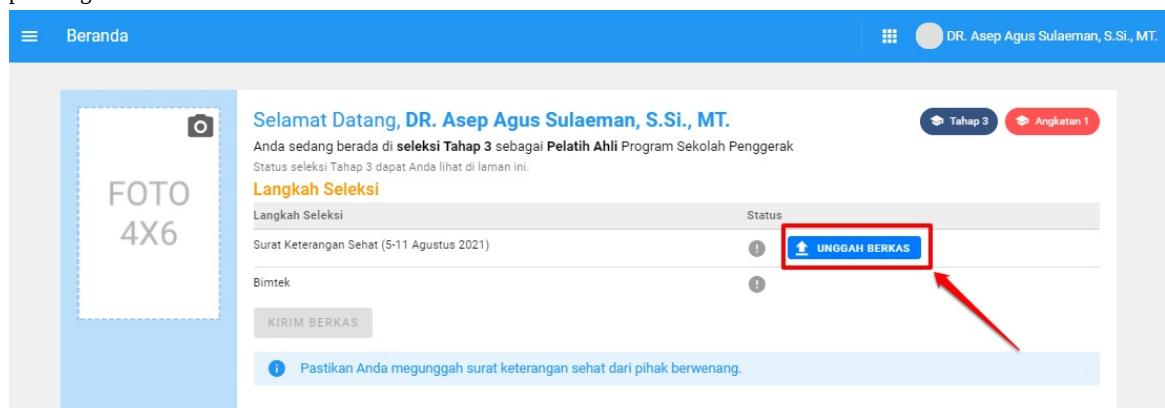 Beranda
DR. Asep Agus Sulaeman, S.Si., MT.
FOTO
4X6
Selamat Datang, DR. Asep Agus Sulaeman, S.Si., MT.
Tahap 3
Angkatan 1
Anda sedang berada di seleksi Tahap 3 sebagai Pelatih Ahli Program Sekolah Penggerak
Status seleksi Tahap 3 dapat Anda lihat di laman ini.
Langkah Seleksi
Langkah Seleksi Status
Surat Keterangan Sehat (5-11 Agustus 2021)
UNGGAH BERKAS
Bimtek
KIRIM BERKAS
Pastikan Anda megunggah surat keterangan sehat dari pihak berwenang.